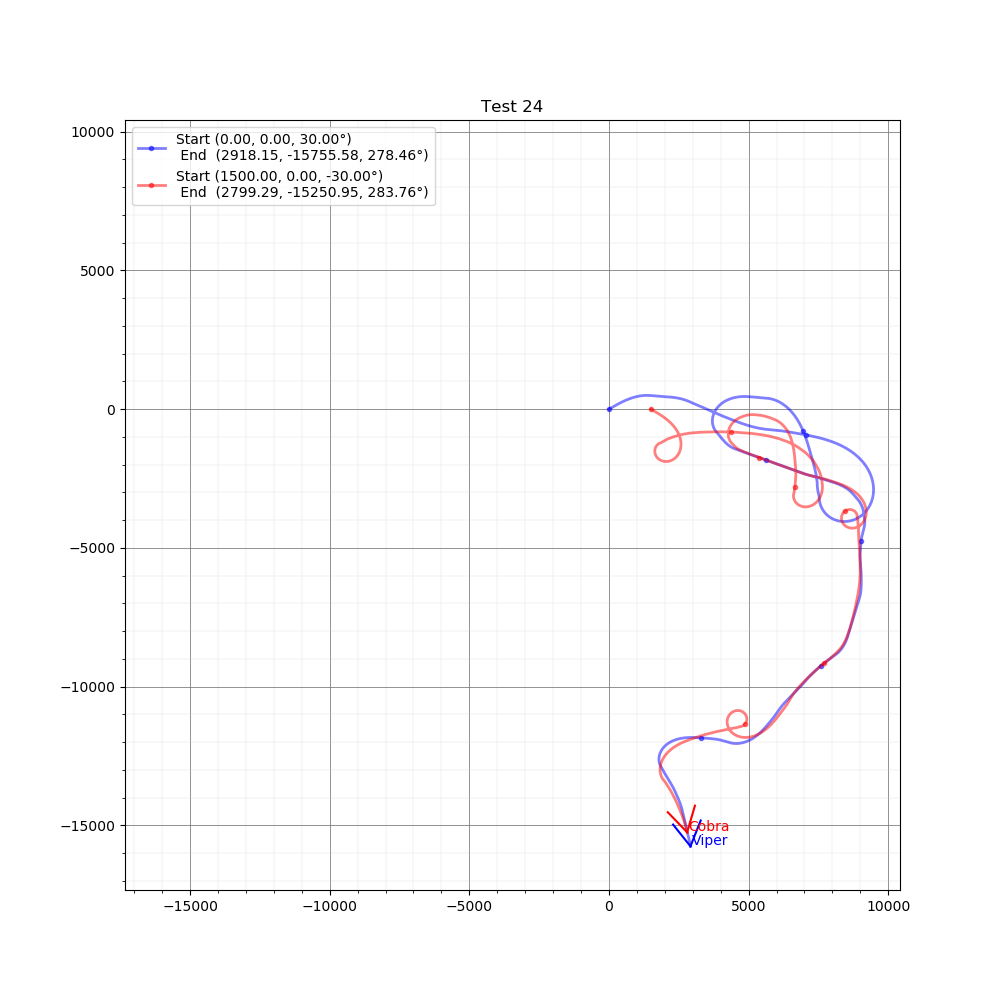 Test 24
Start (0.00, 0.00, 30.00°)
End (2918.15, -15755.58, 278.46°)
Start (1500.00, 0.00, -30.00°)
End (2799.29, -15250.95, 283.76°)
10000
5000
0
−5000
−10000
−15000
Cobra
Viper
−15000 −10000 −5000 0 5000 10000